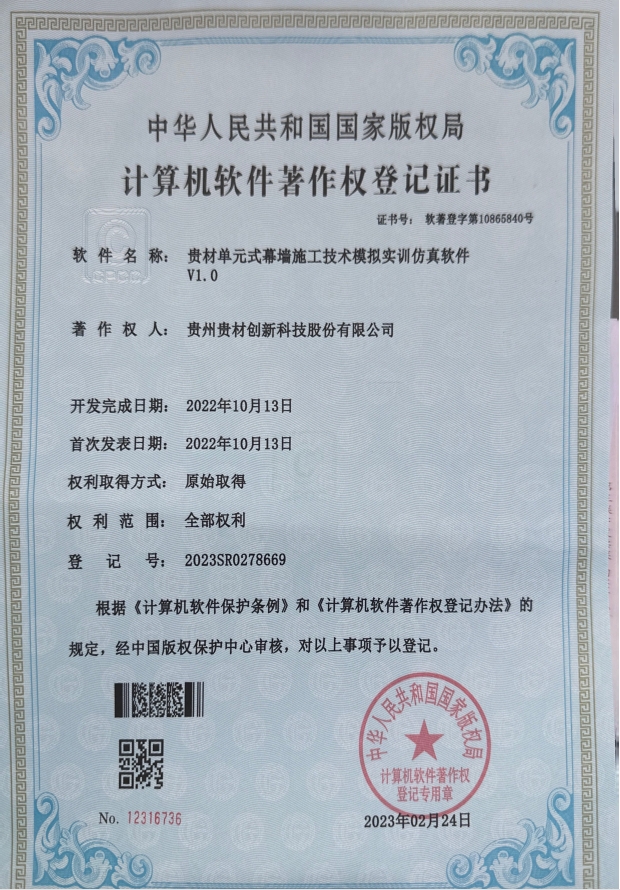 中华人民共和国国家版权局
计算机软件著作权登记证书
证书号： 软著登字第10865840号
软件名称： 贵材单元式幕墙施工技术模拟实训仿真软件
V1.0
著作权人： 贵州贵材创新科技股份有限公司
开发完成日期： 2022年10月13日
首次发表日期： 2022年10月13日
权利取得方式： 原始取得
权利范围： 全部权利
登记号： 2023SR0278669
根据《计算机软件保护条例》和《计算机软件著作权登记办法》的
规定，经中国版权保护中心审核，对以上事项予以登记。
中华人民共和国国家版权局
计算机软件著作权
登记专用章
No. 12316736
2023年02月24日